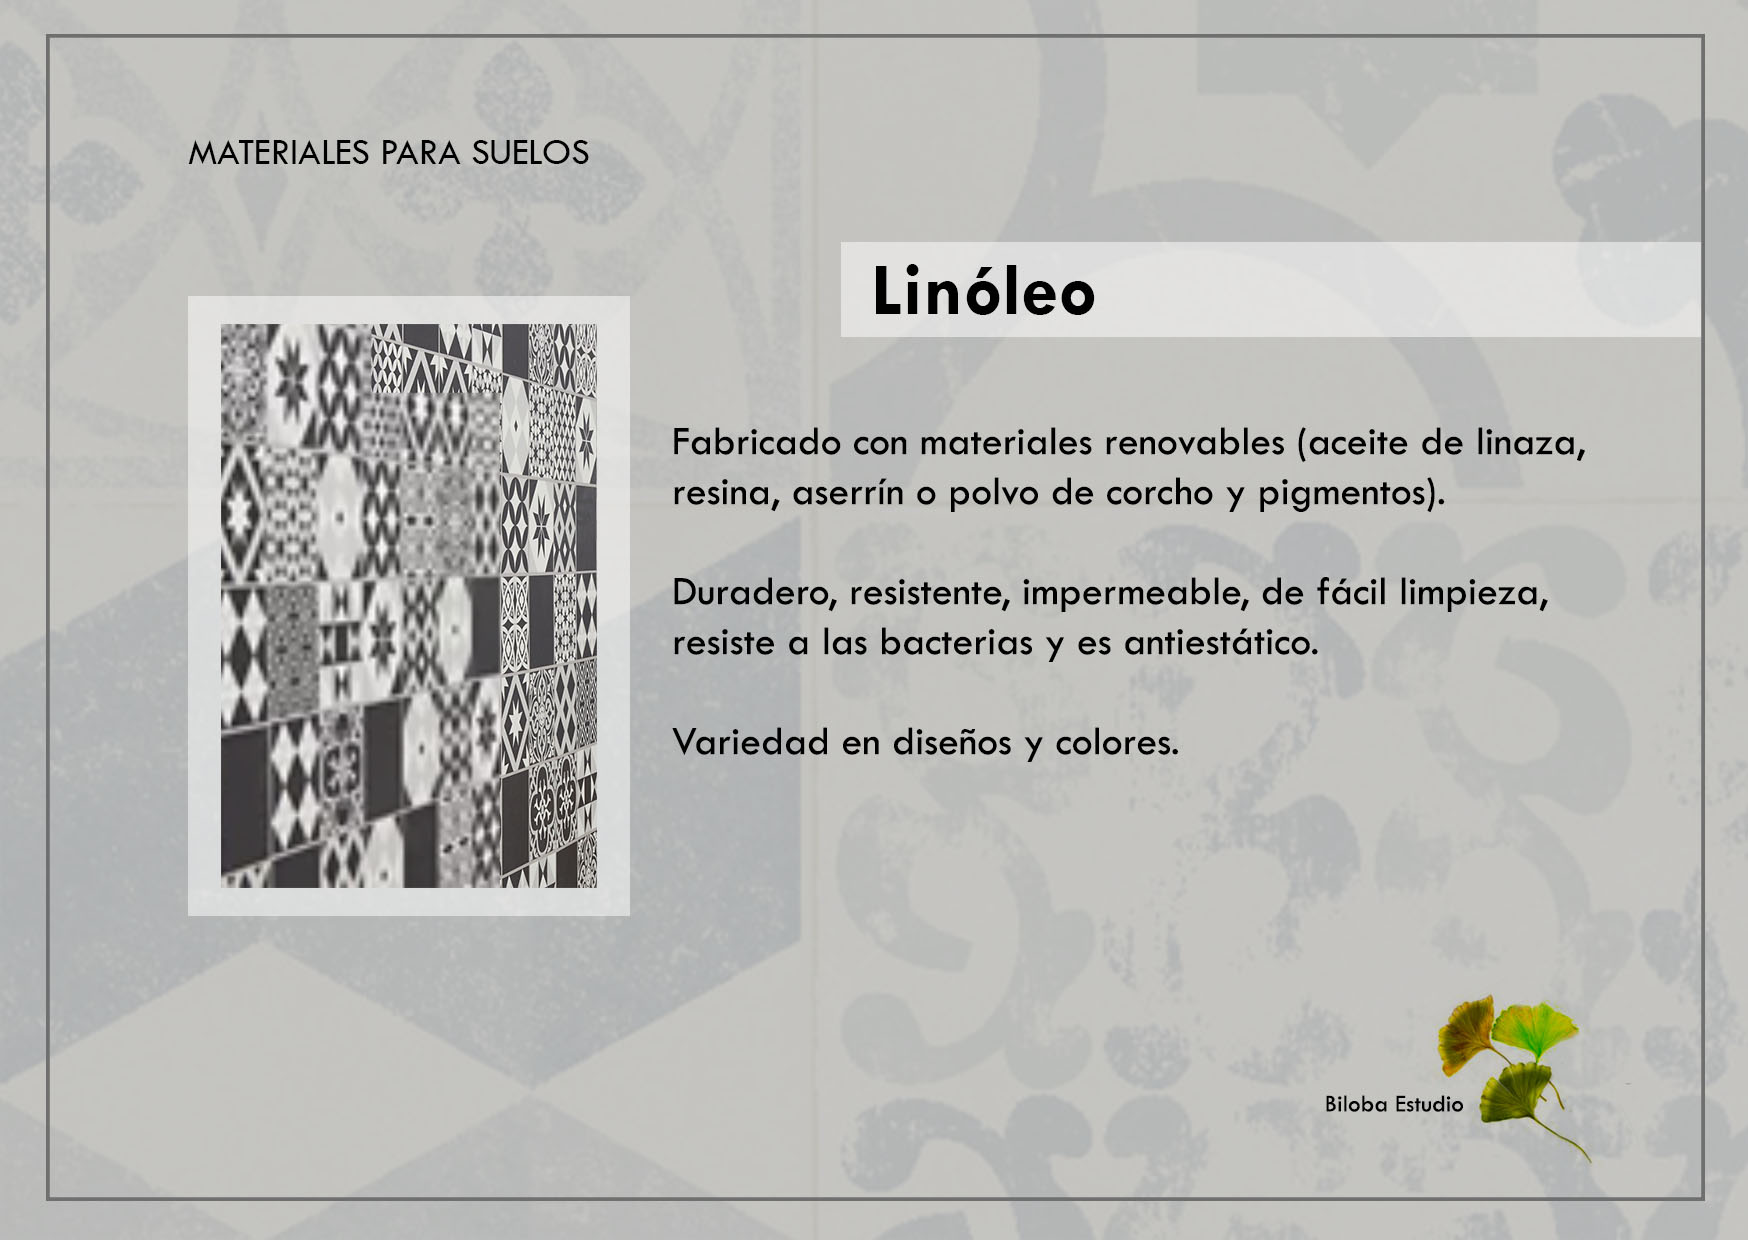 MATERIALES PARA SUELOS
Linóleo
Fabricado con materiales renovables (aceite de linaza,
resina, aserrín o polvo de corcho y pigmentos).
Duradero, resistente, impermeable, de fácil limpieza,
resiste a las bacterias y es antiestático.
Variedad en diseños y colores.
Biloba Estudio